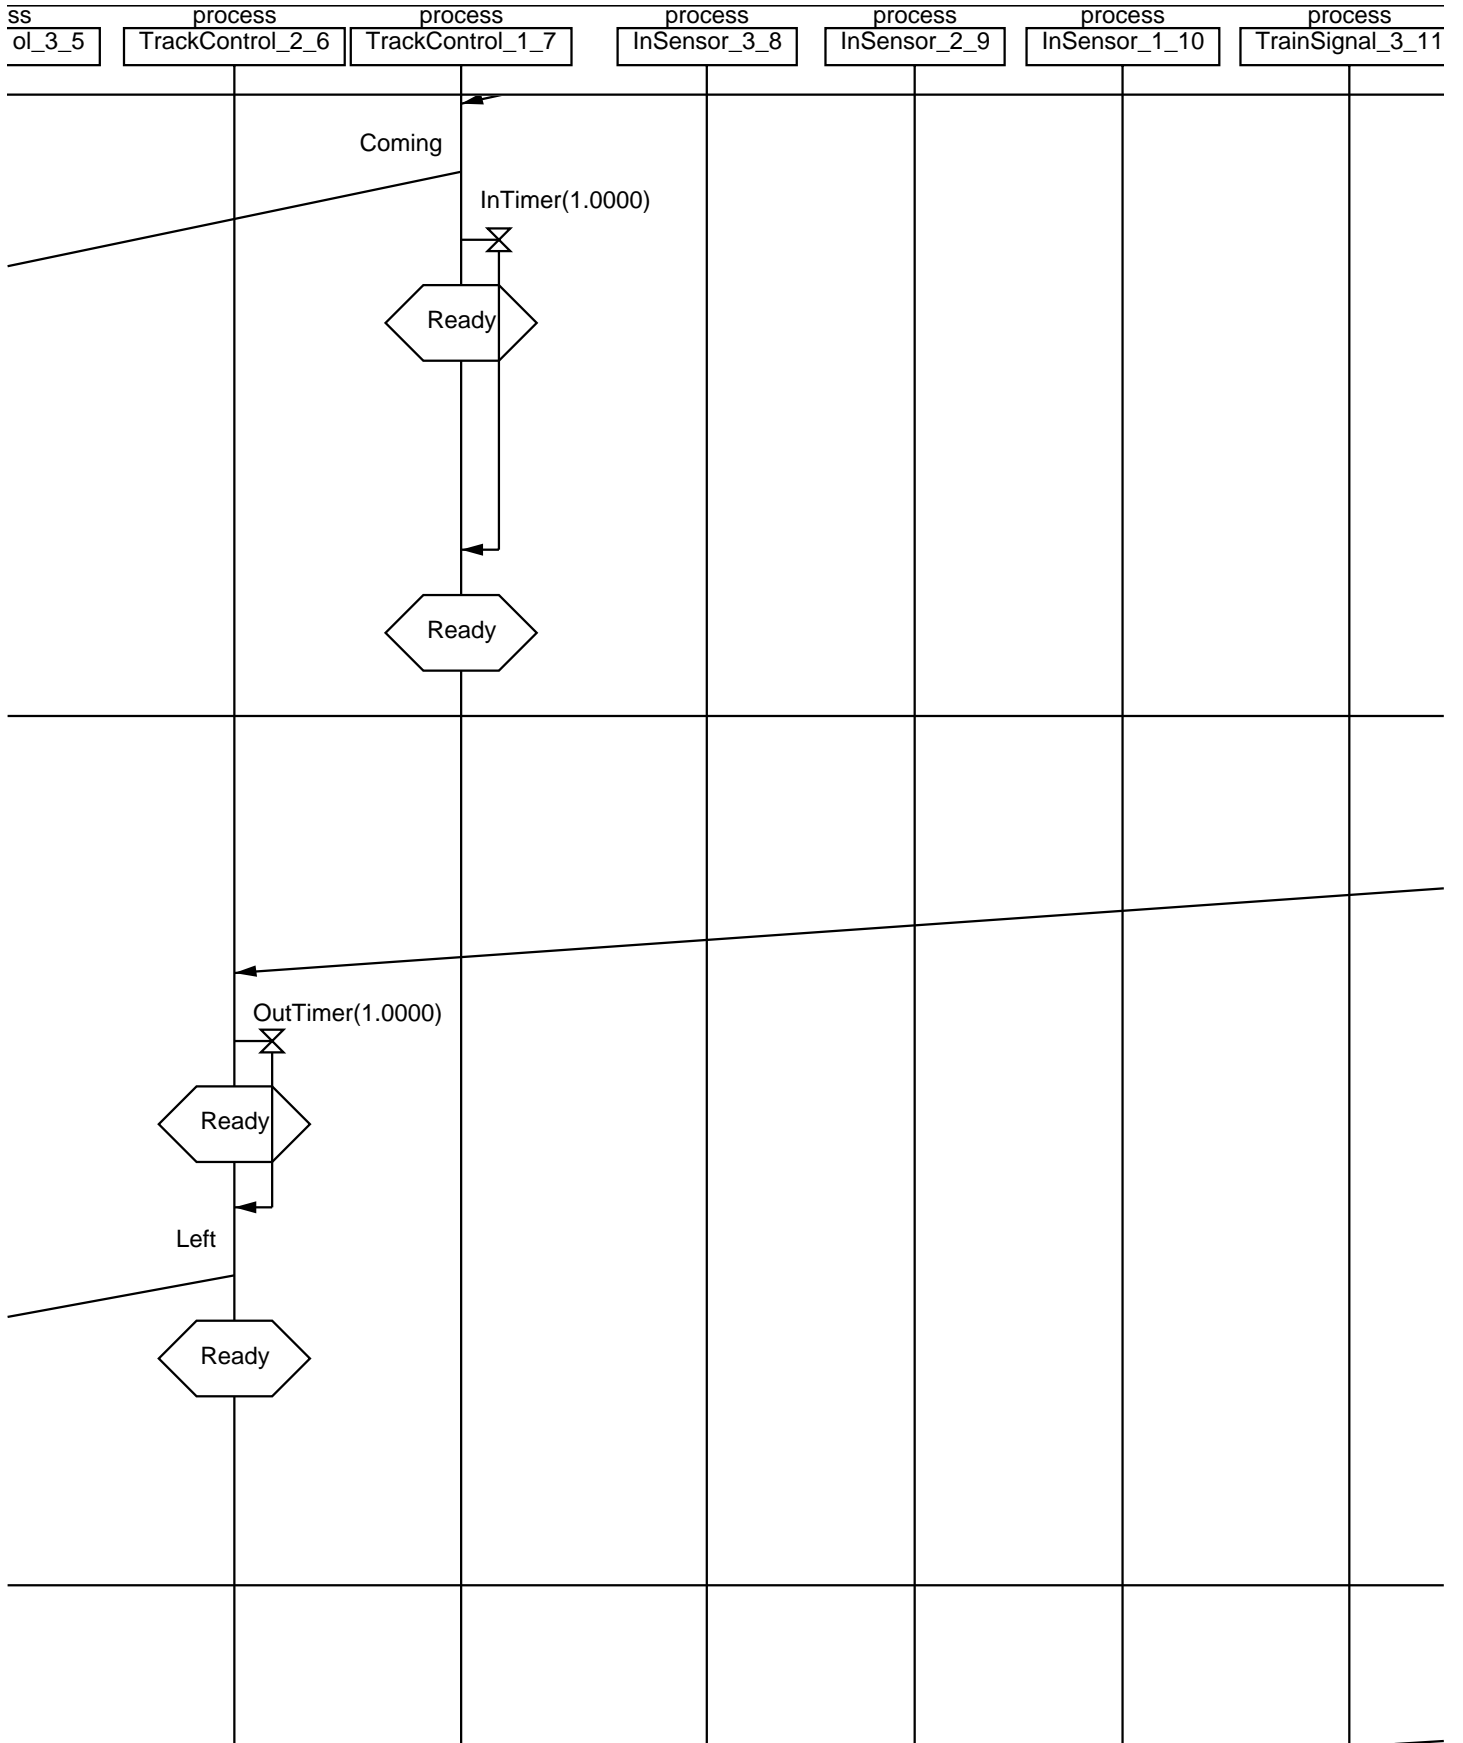 ss process process process process process process
ol_3_5 TrackControl_2_6 TrackControl_1_7 InSensor_3_8 InSensor_2_9 InSensor_1_10 TrainSignal_3_11
Coming
InTimer(1.0000)
Ready
Ready
OutTimer(1.0000)
Ready
Left
Ready